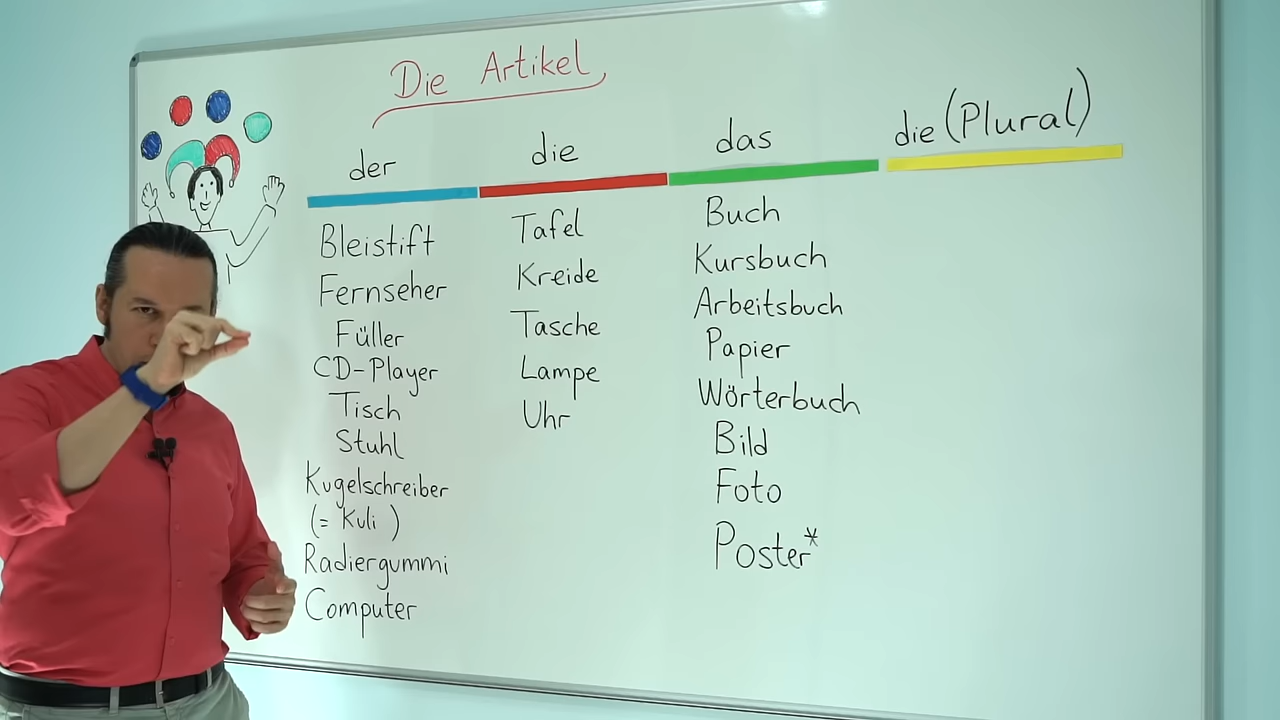 Die Artikel
der
Bleistift
Fernseher
Füller
CD-Player
Tisch
Stuhl
Kugelschreiber
(= Kuli )
Radiergummi
Computer
die
Tafel
Kreide
Tasche
Lampe
Uhr
das
Buch
Kursbuch
Arbeitsbuch
Papier
Wörterbuch
Bild
Foto
Poster*
die (Plural)